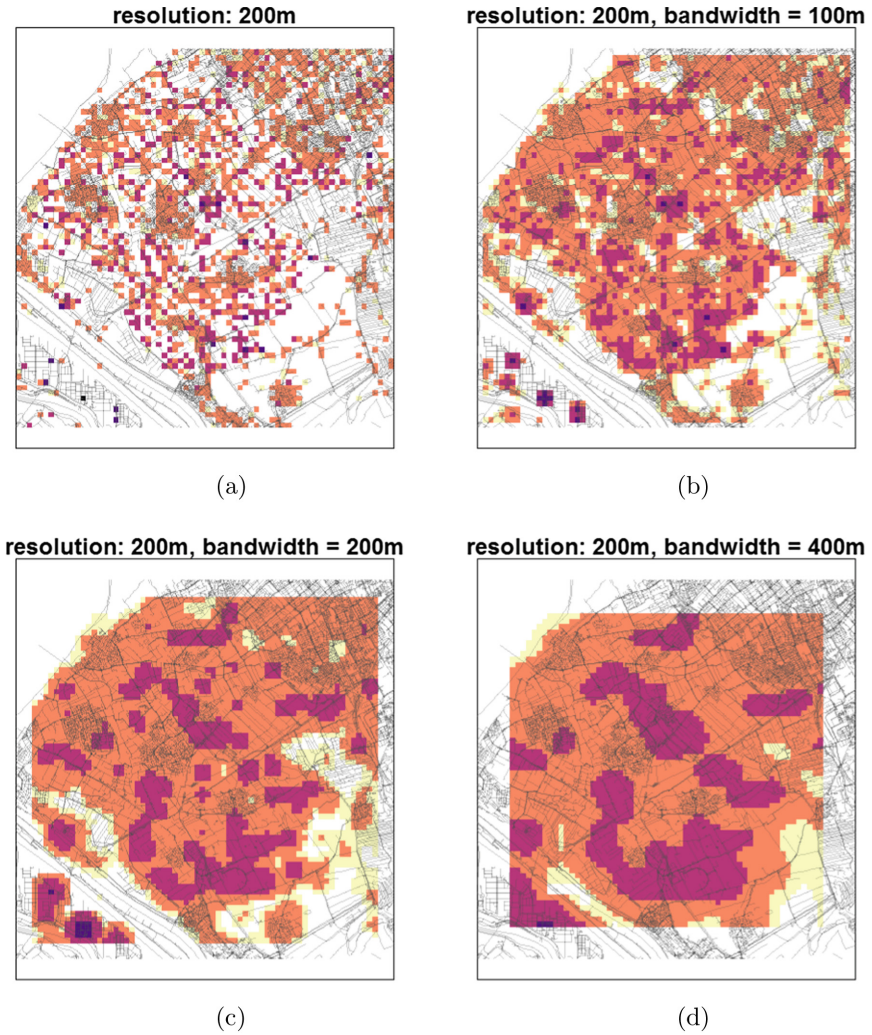 resolution: 200m
resolution: 200m, bandwidth = 100m
(a)
(b)
resolution: 200m, bandwidth = 200m
resolution: 200m, bandwidth = 400m
(c)
(d)